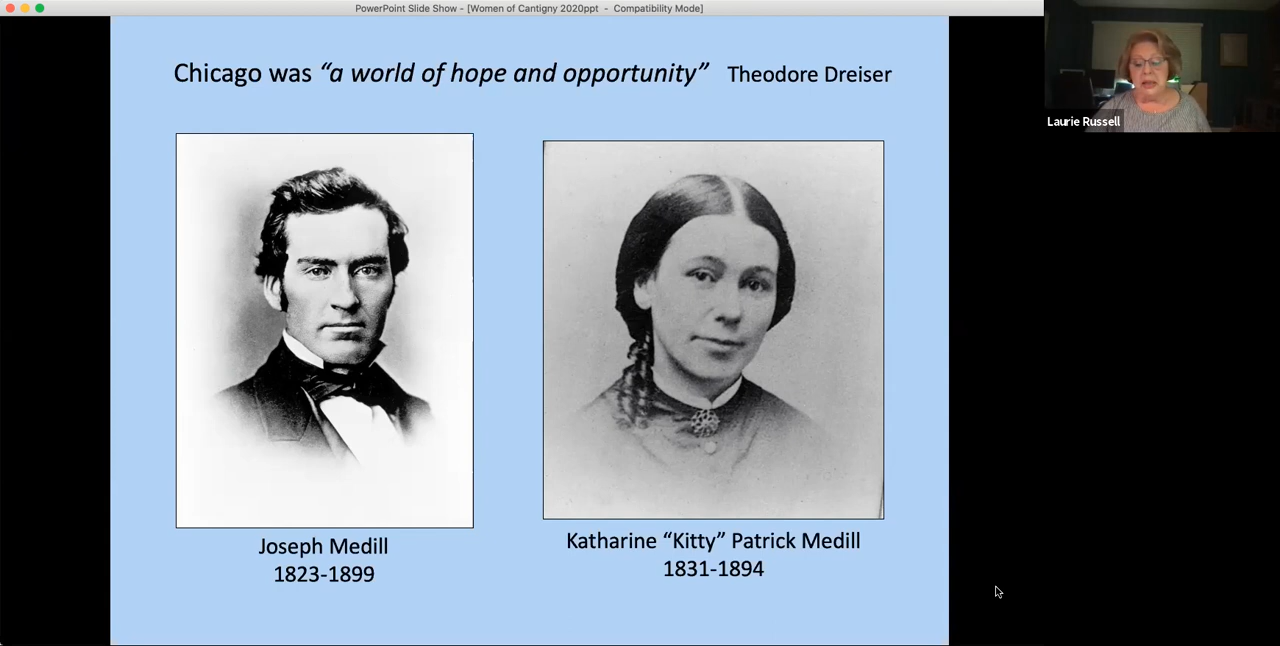 PowerPoint Slide Show - [Women of Cantigny 2020ppt - Compatibility Mode]
Chicago was “a world of hope and opportunity” Theodore Dreiser
Laurie Russell
Joseph Medill
1823-1899
Katharine “Kitty” Patrick Medill
1831-1894